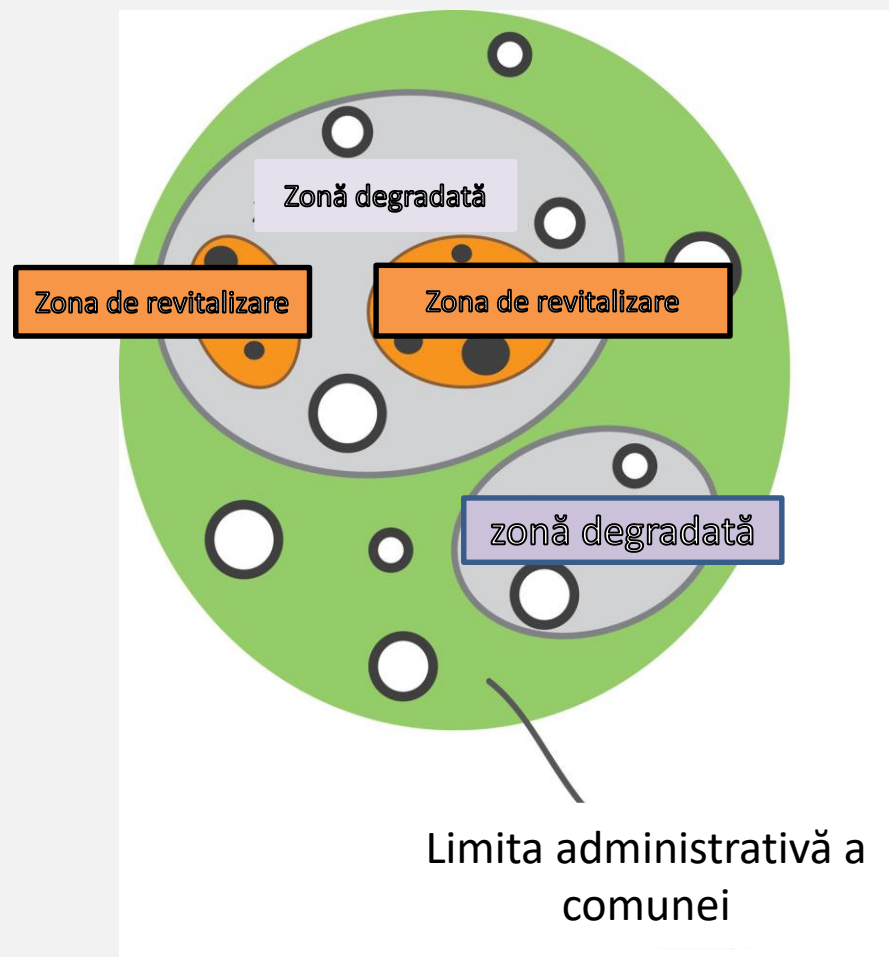 Zonă degradată
Zona de revitalizare
Zona de revitalizare
zonă degradată
Limita administrativă a
comunei